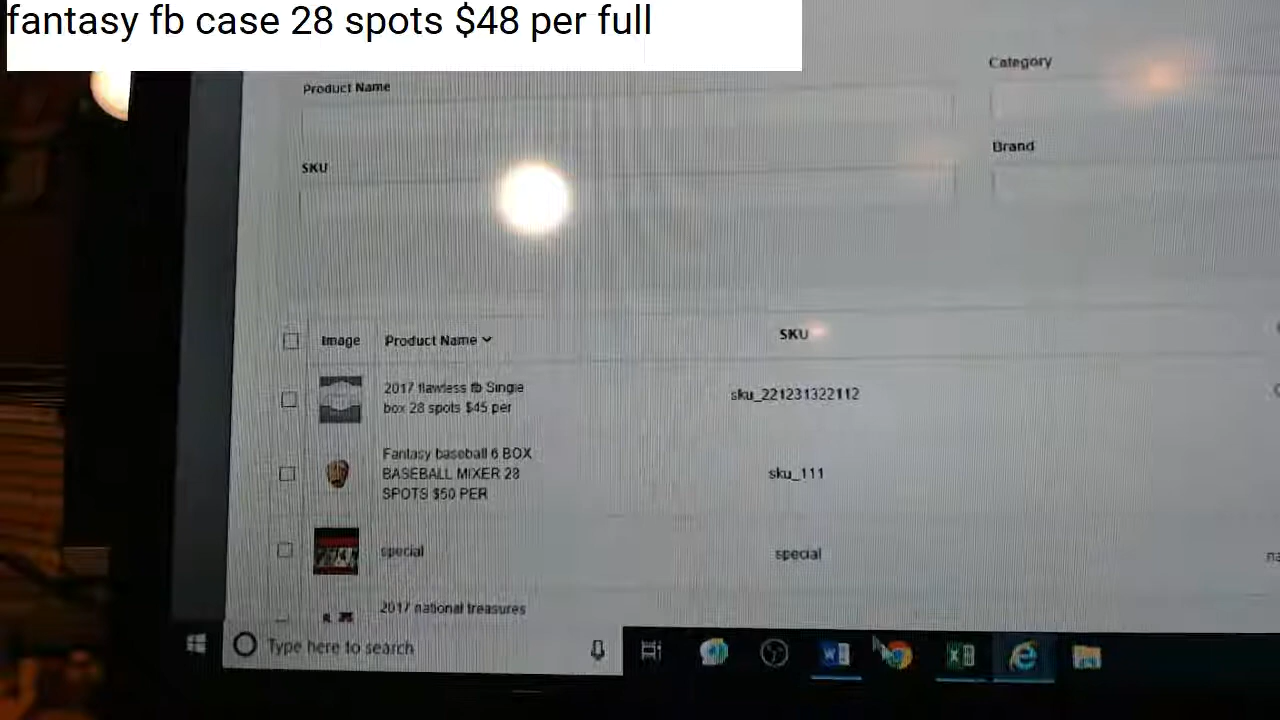 fantasy fb case 28 spots $48 per full
Category
Product Name
Brand
SKU
Image Product Name SKU
2017 flawless fb Single
box 28 spots $45 per
sku_221231322112
Fantasy baseball 6 BOX
BASEBALL MIXER 28
SPOTS $50 PER
sku_111
special
special
na
2017 national treasures
Type here to search